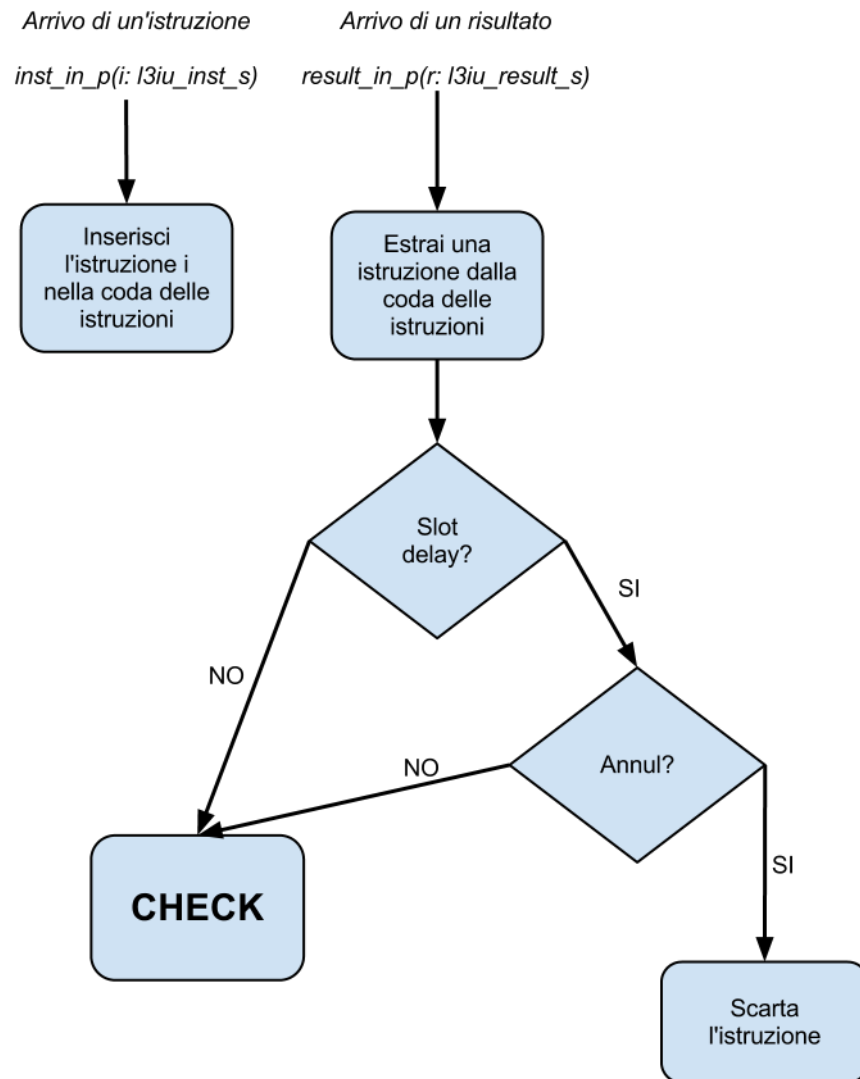 Arrivo di un'istruzione
Arrivo di un risultato
inst_in_p(i: l3iu_inst_s)
result_in_p(r: l3iu_result_s)
Inserisci
l'istruzione i
nella coda delle
istruzioni
Estrai una
istruzione dalla
coda delle
istruzioni
Slot
delay?
SI
NO
Annul?
NO
SI
CHECK
Scarta
l'istruzione